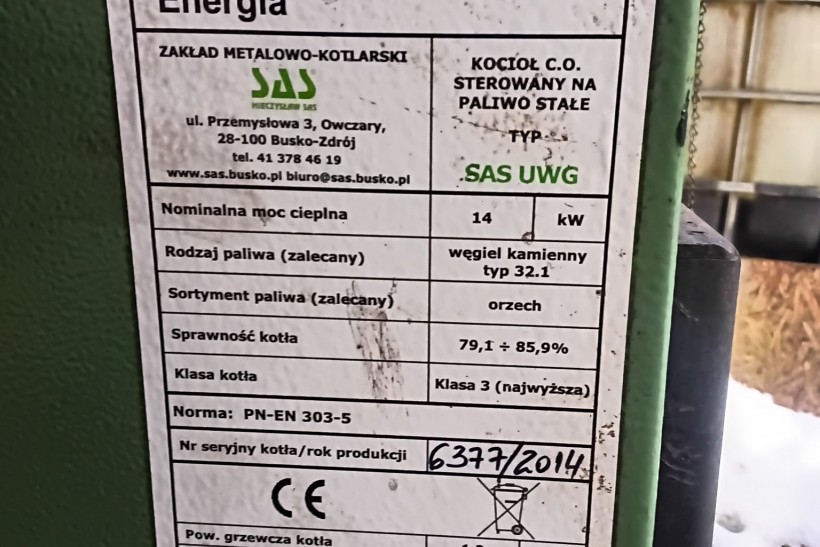 Energia
ZAKŁAD METALOWO-KOTLARSKI
SAS
MIECZYSŁAW SAS
ul. Przemysłowa 3, Owczary,
28-100 Busko-Zdrój
tel. 41 378 46 19
www.sas.busko.pl biuro@sas.busko.pl
KOCIOŁ C.O.
STEROWANY NA
PALIWO STAŁE
TYP
SAS UWG
Nominalna moc cieplna 14 kW
Rodzaj paliwa (zalecany) węgiel kamienny
typ 32.1
Sortyment paliwa (zalecany) orzech
Sprawność kotła 79,1 ÷ 85,9%
Klasa kotła Klasa 3 (najwyższa)
Norma: PN-EN 303-5
Nr seryjny kotła/rok produkcji 6377/2014
CE
Pow. grzewcza kotła